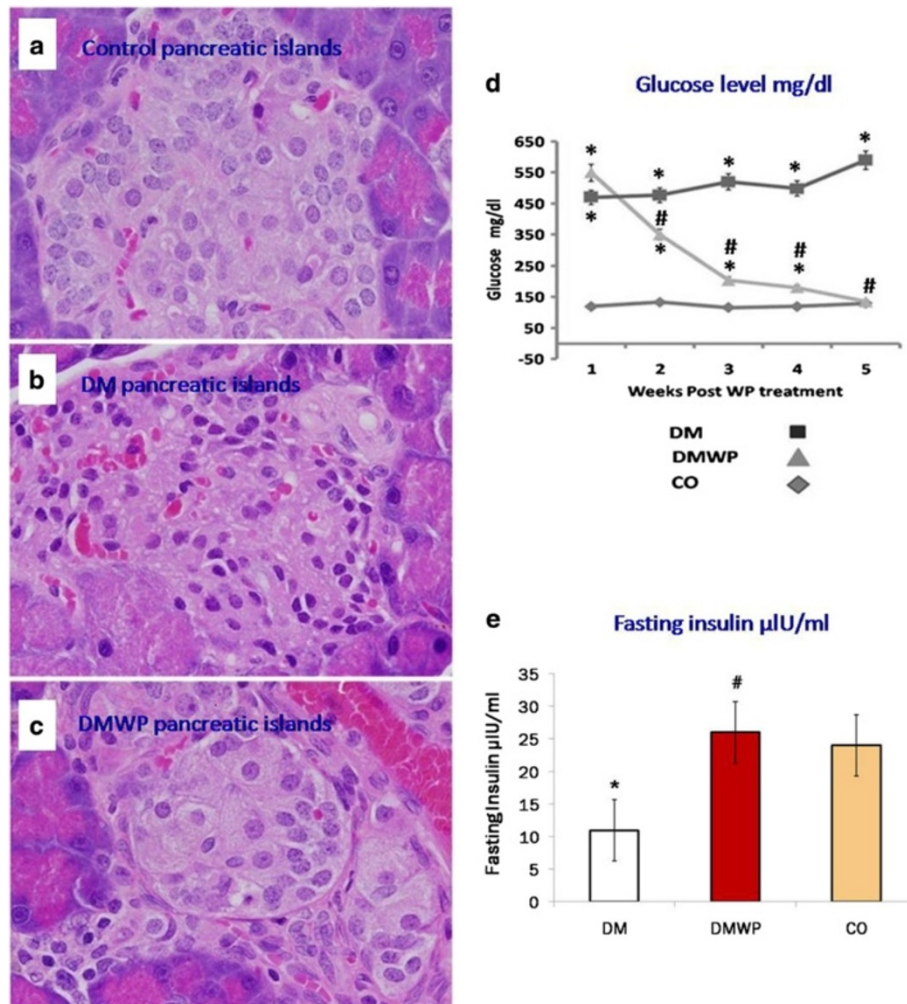 a
Control pancreatic islands
b
DM pancreatic islands
c
DMWP pancreatic islands
d
Glucose level mg/dl
Glucose mg/dl
650
550
450
350
250
150
50
-50
* * * * *
* # * # * # * #
1 2 3 4 5
Weeks Post WP treatment
DM
DMWP
CO
e
Fasting insulin µIU/ml
Fasting Insulin µIU/ml
35
30
25
20
15
10
5
0
* #
DM DMWP CO